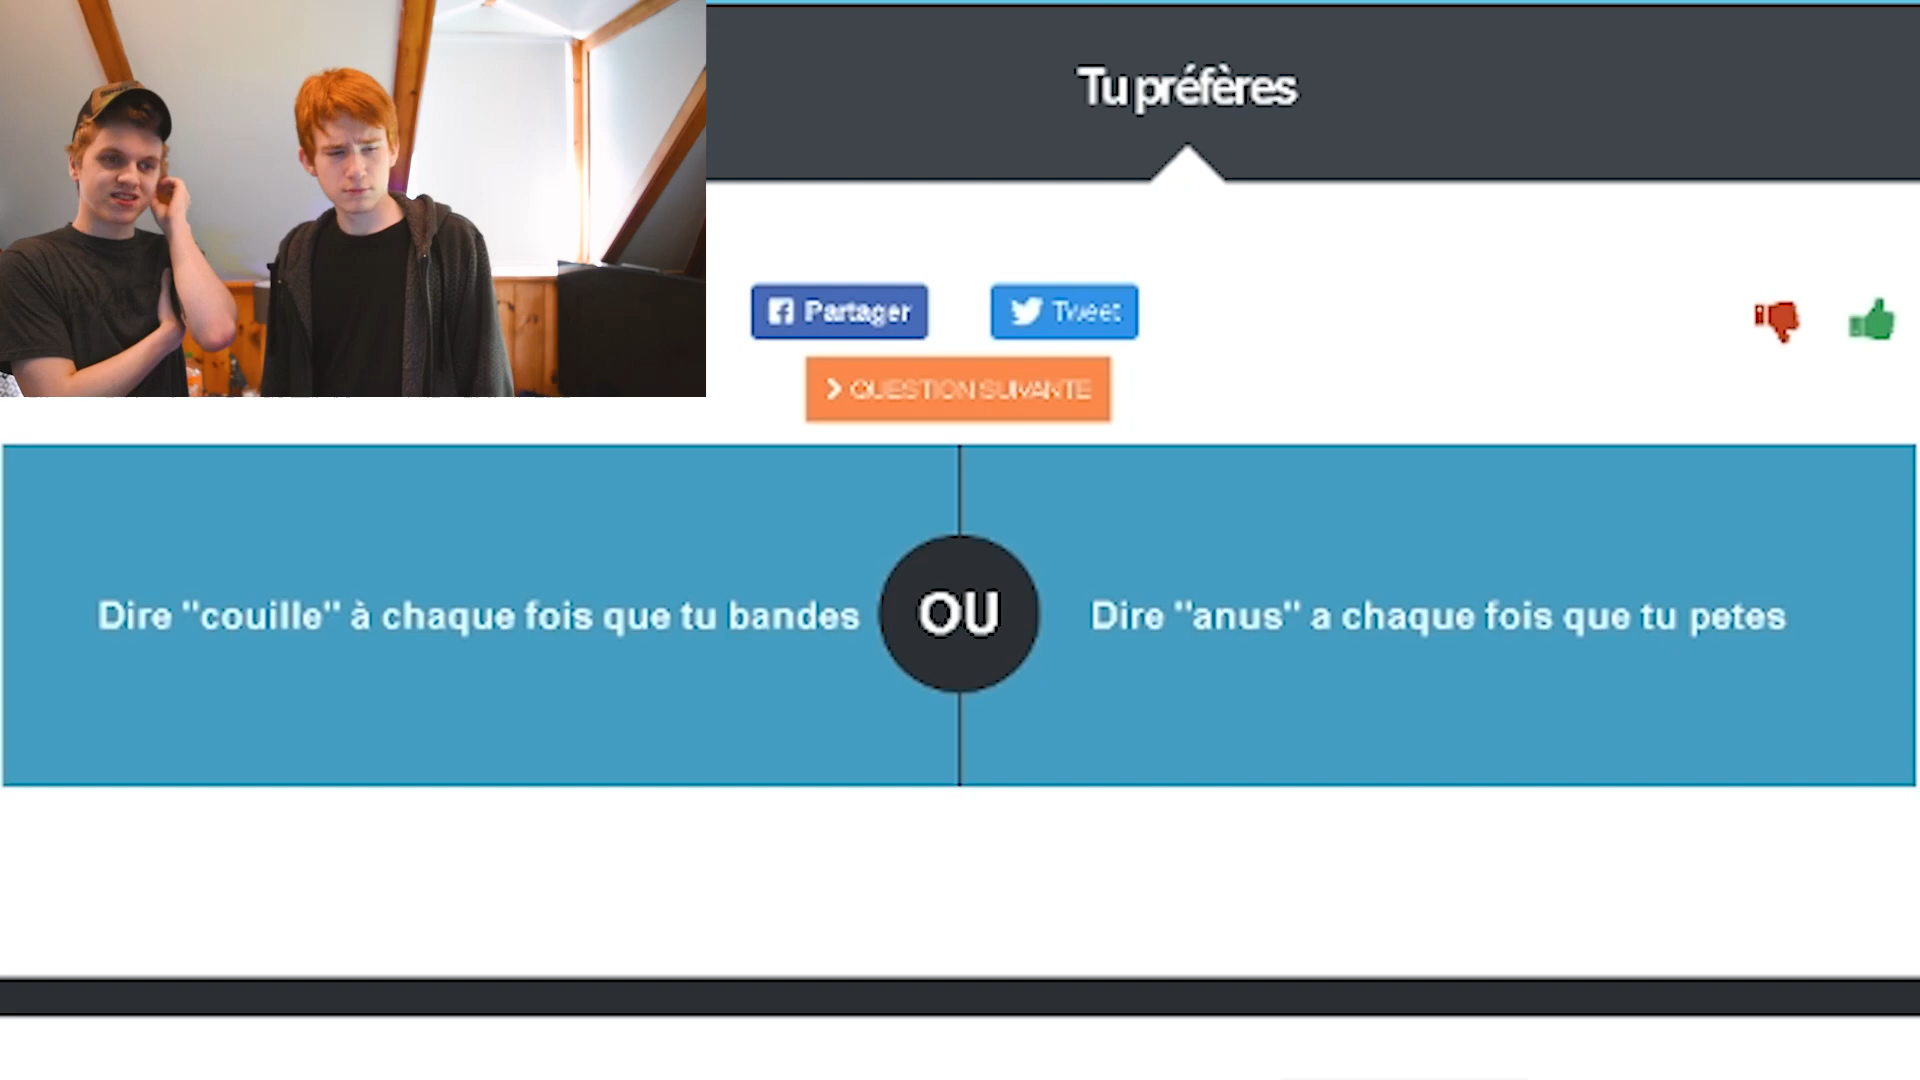 Tu préfères
Partager
Tweet
QUESTION SUIVANTE
Dire "couille" à chaque fois que tu bandes
OU
Dire "anus" a chaque fois que tu petes